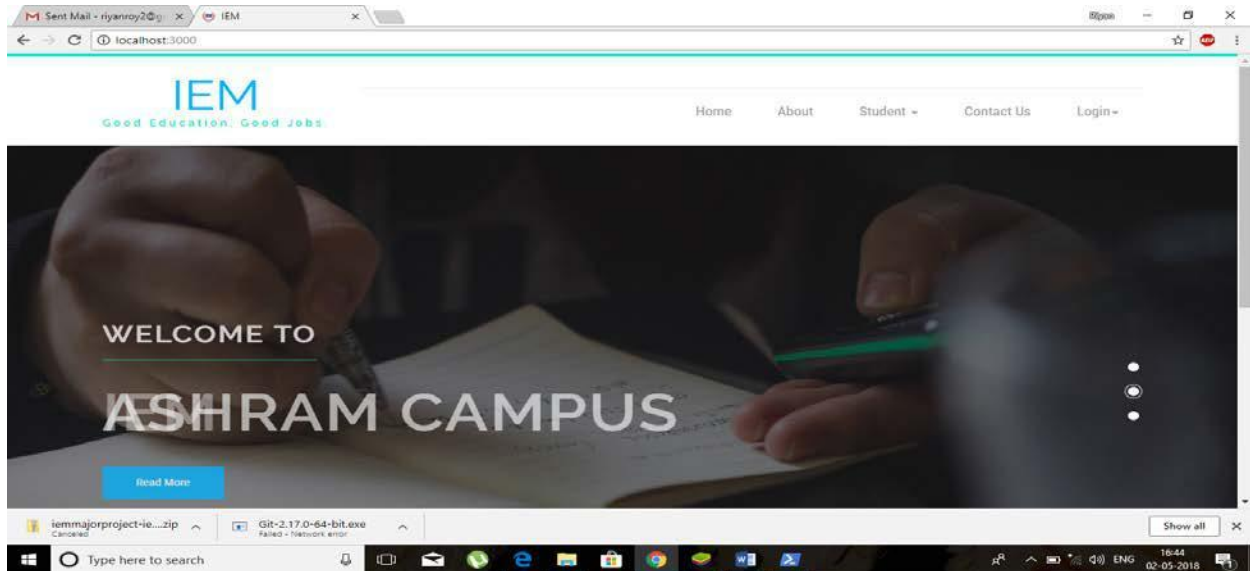 Sent Mail - riyanroy2@g
IEM
localhost:3000
ABP
IEM
Good Education, Good Jobs
Home About Student Contact Us Login
WELCOME TO
ASHRAM CAMPUS
IEM
Read More
iemmajorproject-ie....zip
Canceled
Git-2.17.0-64-bit.exe
Failed - Network error
Show all
Type here to search
ENG
16:44
02-05-2018